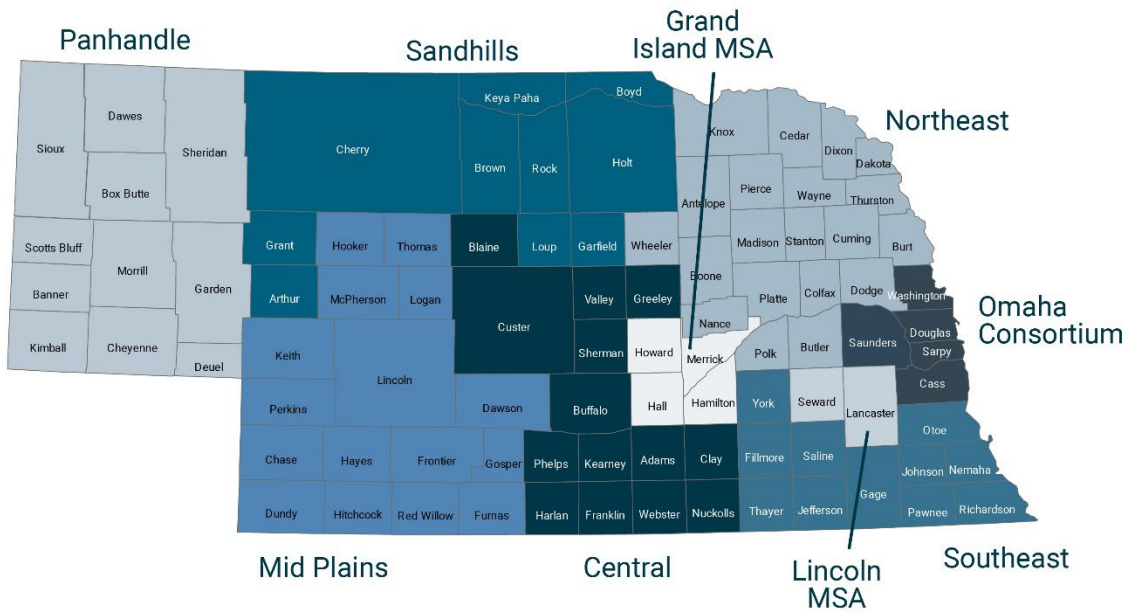 Panhandle
Sandhills
Grand
Island MSA
Northeast
Omaha
Consortium
Sioux
Dawes
Sheridan
Box Butte
Scotts Bluff
Morrill
Garden
Banner
Kimball
Cheyenne
Deuel
Cherry
Keya Paha
Boyd
Brown
Rock
Holt
Grant
Hooker
Thomas
Blaine
Loup
Garfield
Wheeler
Arthur
McPherson
Logan
Custer
Valley
Greeley
Sherman
Howard
Merrick
Nance
Keith
Lincoln
Perkins
Dawson
Buffalo
Hall
Hamilton
Chase
Hayes
Frontier
Gosper
Phelps
Kearney
Adams
Clay
Dundy
Hitchcock
Red Willow
Furnas
Harlan
Franklin
Webster
Nuckolls
Knox
Cedar
Dixon
Dakota
Antelope
Pierce
Wayne
Thurston
Madison
Stanton
Cuming
Burt
Boone
Platte
Colfax
Dodge
Washington
Polk
Butler
Saunders
Douglas
Sarpy
Cass
York
Seward
Lancaster
Otoe
Fillmore
Saline
Gage
Johnson
Nemaha
Thayer
Jefferson
Pawnee
Richardson
Mid Plains
Central
Lincoln
MSA
Southeast